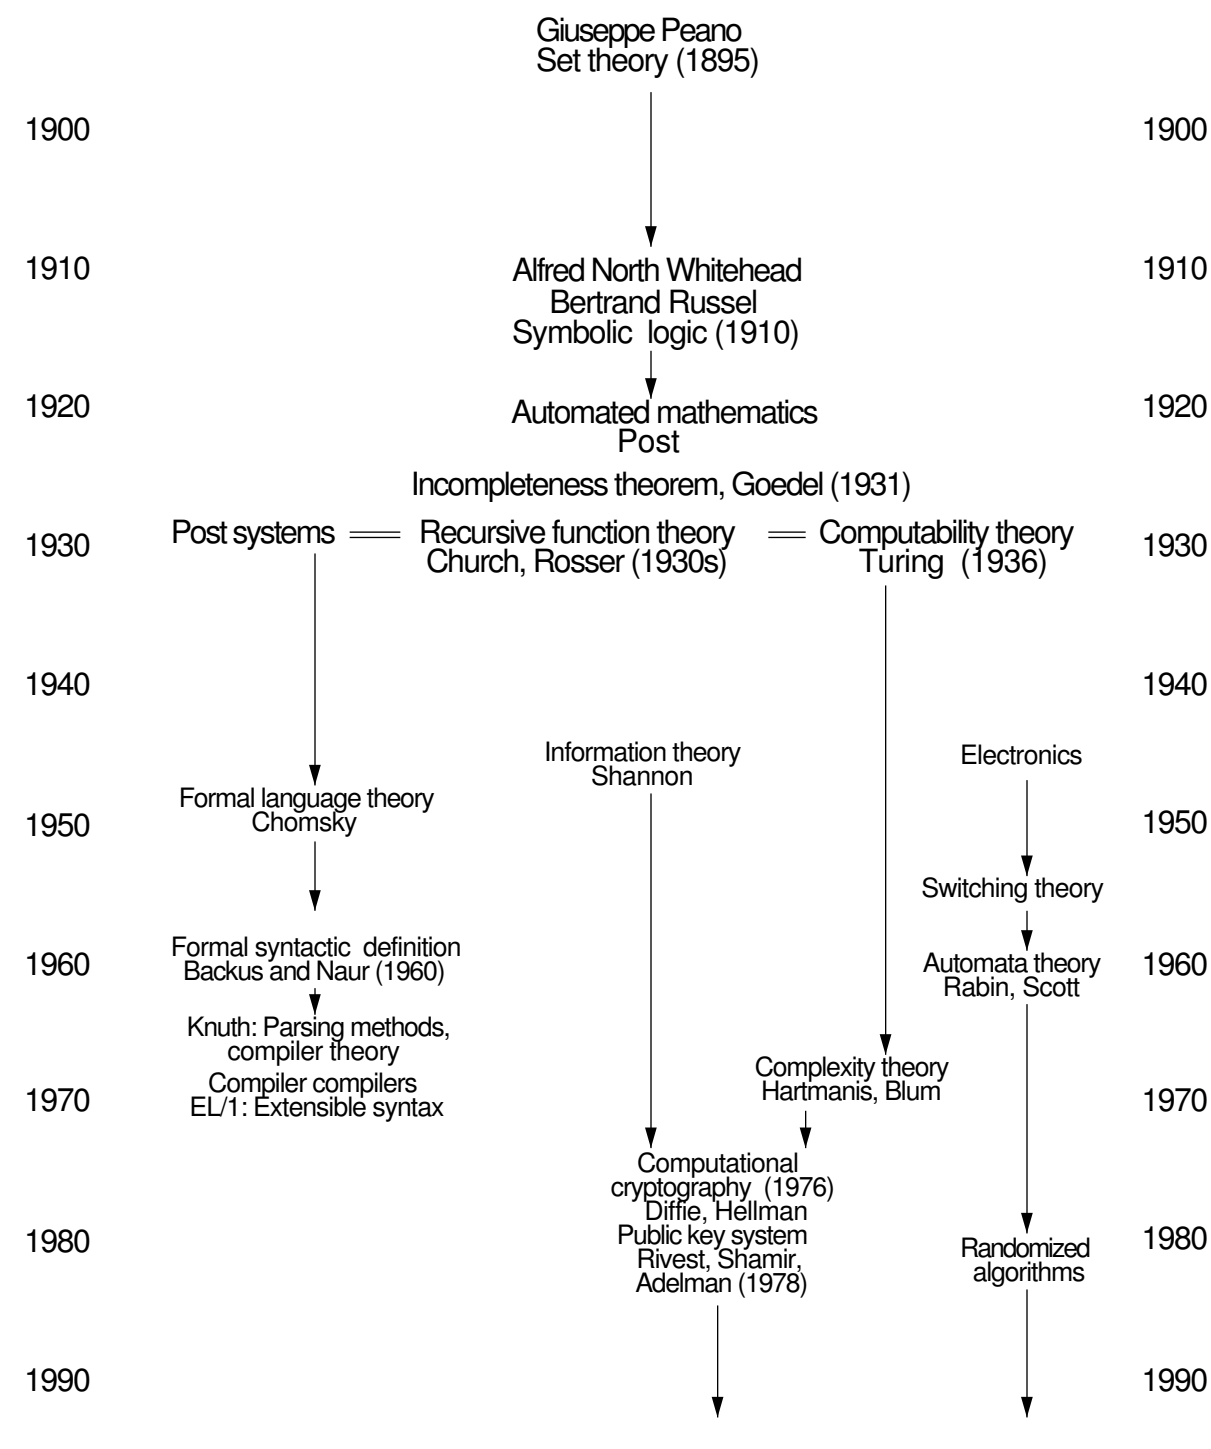 Giuseppe Peano
Set theory (1895)
1900 1900
1910 Alfred North Whitehead 1910
Bertrand Russel
Symbolic logic (1910)
1920 Automated mathematics 1920
Post
Incompleteness theorem, Goedel (1931)
Post systems Recursive function theory Computability theory
1930 Church, Rosser (1930s) Turing (1936) 1930
1940 1940
Information theory Electronics
Shannon
Formal language theory
1950 Chomsky 1950
Switching theory
Formal syntactic definition
1960 Backus and Naur (1960) Automata theory 1960
Rabin, Scott
Knuth: Parsing methods,
compiler theory
Complexity theory
Compiler compilers Hartmanis, Blum
1970 EL/1: Extensible syntax 1970
Computational
cryptography (1976)
Diffie, Hellman
Public key system
1980 Randomized 1980
Rivest, Shamir, algorithms
Adelman (1978)
1990 1990